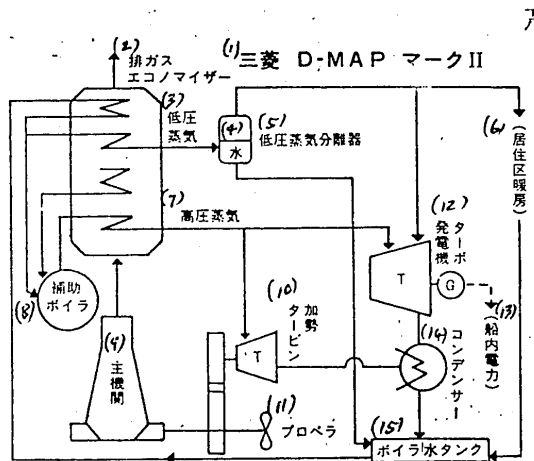 (1)三菱 D-MAP マークII
(2)
排ガス
エコノマイザー
(3)
低圧
蒸気
(4)
水
(5)
低圧蒸気分離器
(6)
(居住区暖房)
(7)
高圧蒸気
(8)
補助
ボイラ
(9)
主機関
(10)
加勢
タービン
T
(11)
プロペラ
(12)
ターボ
発電機
T
G
(13)
(船内電力)
(14)
コンデンサー
(15)
ボイラ水タンク